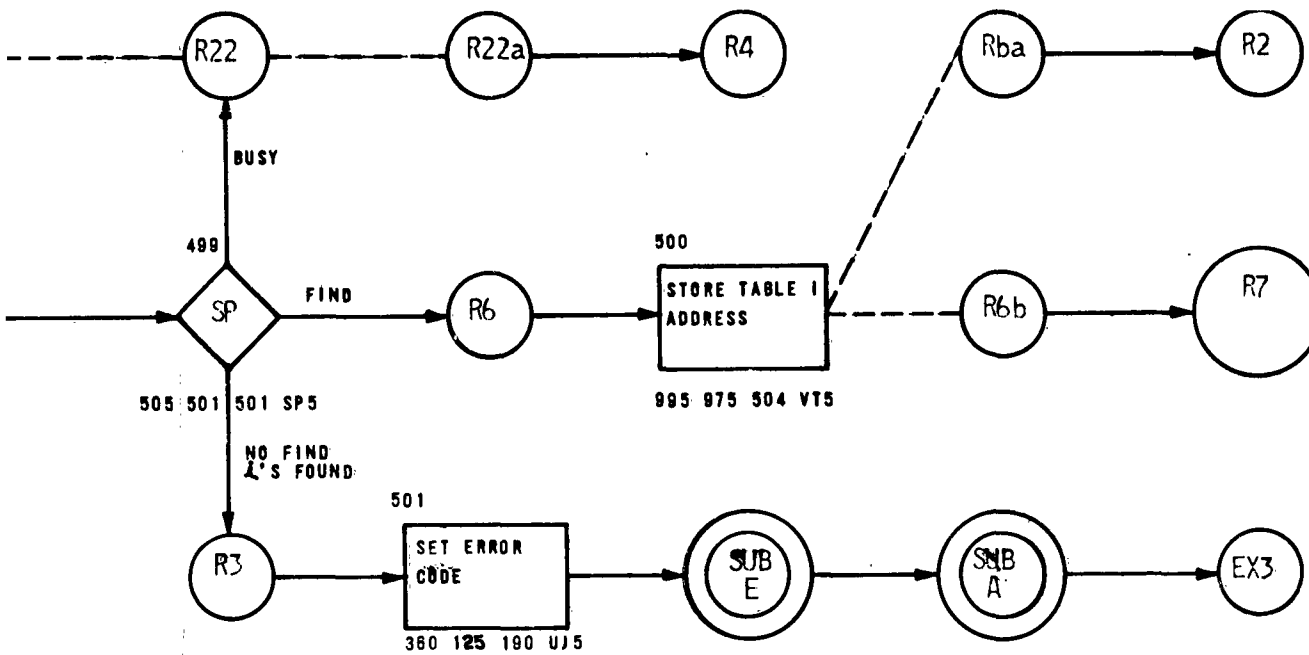 R22
R22a
R4
Rba
R2
BUSY
499
SP
FIND
R6
500
STORE TABLE I
ADDRESS
R6b
R7
505 501 501 SP5
995 975 504 VT5
NO FIND
i'S FOUND
501
R3
SET ERROR
CODE
SUB
E
SUB
A
EX3
360 125 190 UJ5